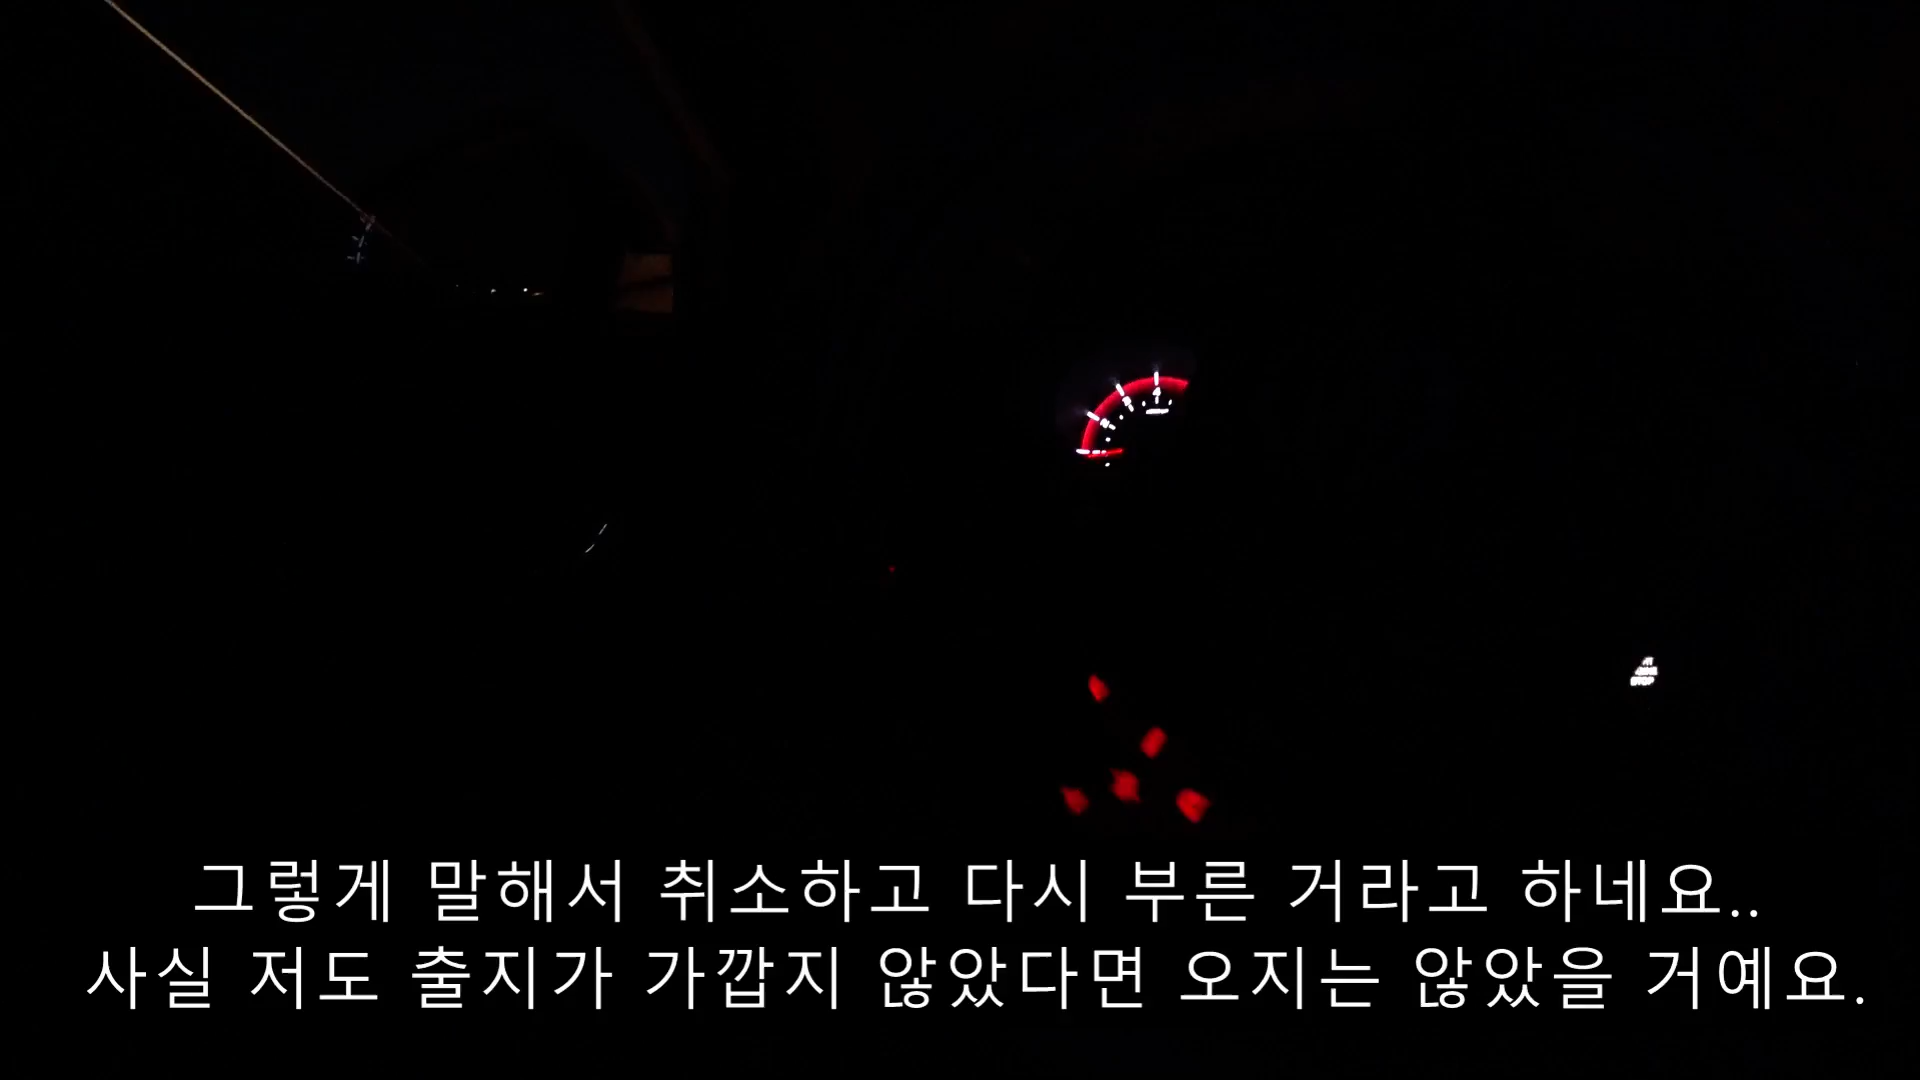 4
그렇게 말해서 취소하고 다시 부른 거라고 하네요..
사실 저도 출지가 가깝지 않았다면 오지는 않았을 거예요.